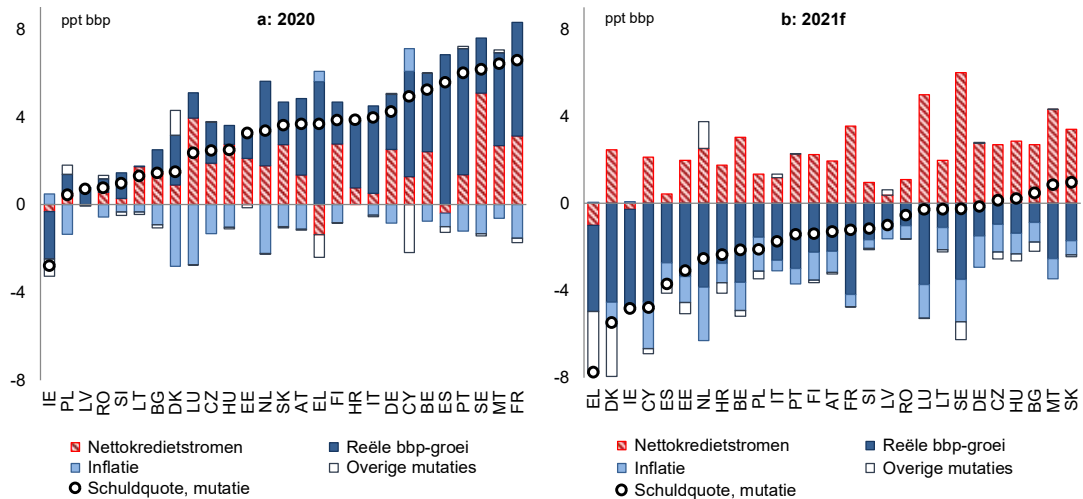 ppt bbp
a: 2020
8
4
0
-4
-8
IE PL LV RO SI LT BG DK LU CZ HU EE NL SK AT EL FI HR IT DE CY BE ES PT SE MT FR
Nettokredietstromen
Reële bbp-groei
Inflatie
Overige mutaties
Schuldquote, mutatie
ppt bbp
b: 2021f
8
4
0
-4
-8
EL DK IE CY ES EE NL HR BE PL IT PT FI AT FR SI LV RO LU LT SE DE CZ HU BG MT SK
Nettokredietstromen
Reële bbp-groei
Inflatie
Overige mutaties
Schuldquote, mutatie